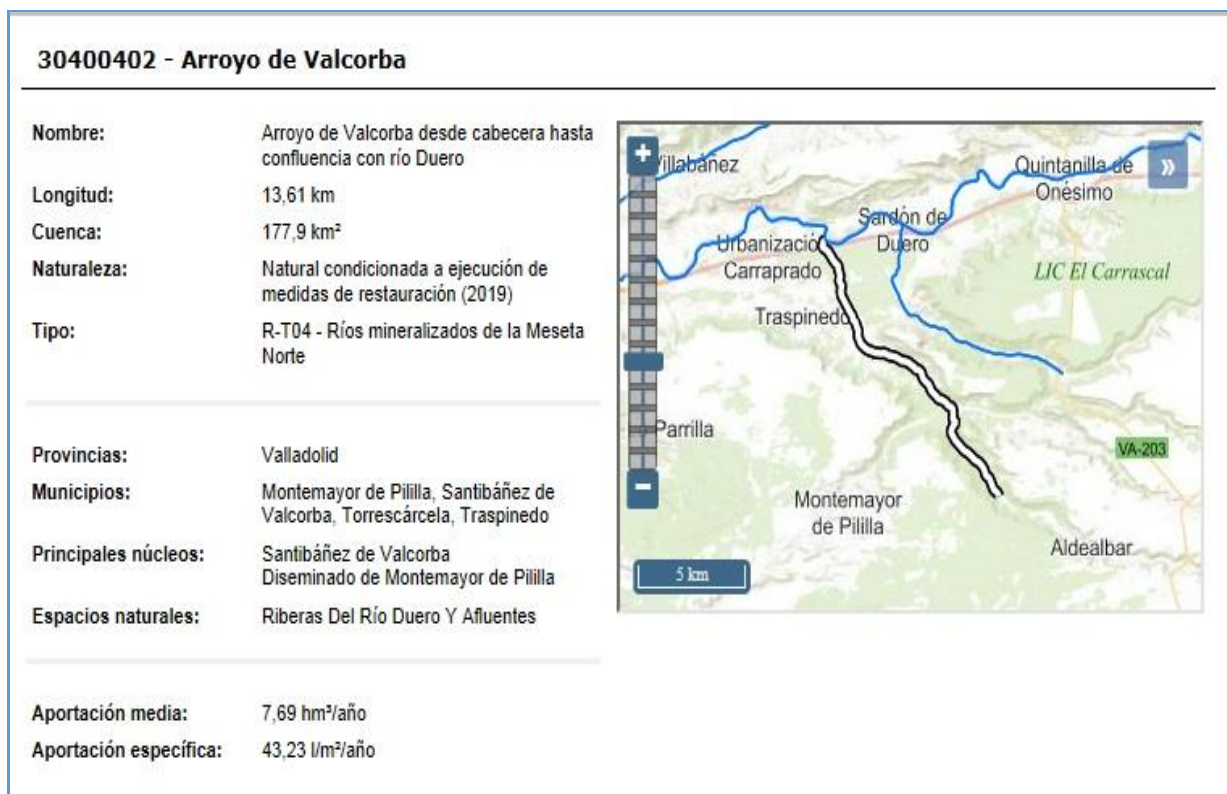 30400402 - Arroyo de Valcorba
Nombre: Arroyo de Valcorba desde cabecera hasta
confluencia con río Duero
Longitud: 13,61 km
Cuenca: 177,9 km²
Naturaleza: Natural condicionada a ejecución de
medidas de restauración (2019)
Tipo: R-T04 - Ríos mineralizados de la Meseta
Norte
Provincias: Valladolid
Municipios: Montemayor de Pililla, Santibáñez de
Valcorba, Torrescárcela, Traspinedo
Principales núcleos: Santibáñez de Valcorba
Diseminado de Montemayor de Pililla
Espacios naturales: Riberas Del Río Duero Y Afluentes
Aportación media: 7,69 hm³/año
Aportación específica: 43,23 l/m²/año
+
»
Villabáñez
Quintanilla de
Onésimo
Sardón de
Duero
Urbanizació
Carraprado
LIC El Carrascal
Traspinedo
Parrilla
VA-203
−
Montemayor
de Pililla
Aldealbar
5 km